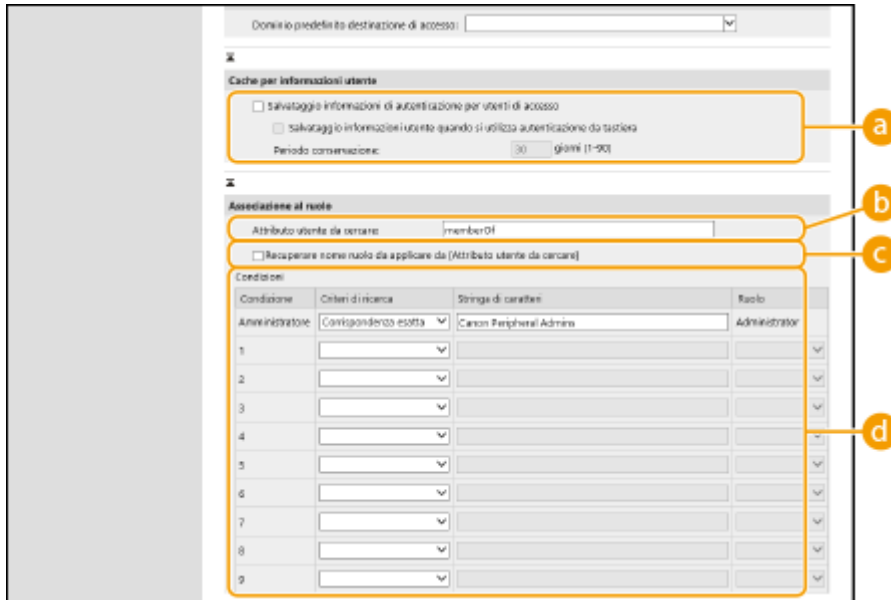 Dominio predefinito destinazione di accesso:
Cache per informazioni utente
Salvataggio informazioni di autenticazione per utenti di accesso
a
Salvataggio informazioni utente quando si utilizza autenticazione da tastiera
Periodo conservazione: 30 giorni (1-90)
Associazione al ruolo
b
Attributo utente da cercare: memberOf
Recuperare nome ruolo da applicare da [Attributo utente da cercare]
c
Condizioni
Condizione Criteri di ricerca Stringa di caratteri Ruolo
Amministratore Corrispondenza esatta Canon Peripheral Admins Administrator
1
2
3
4
d
5
6
7
8
9